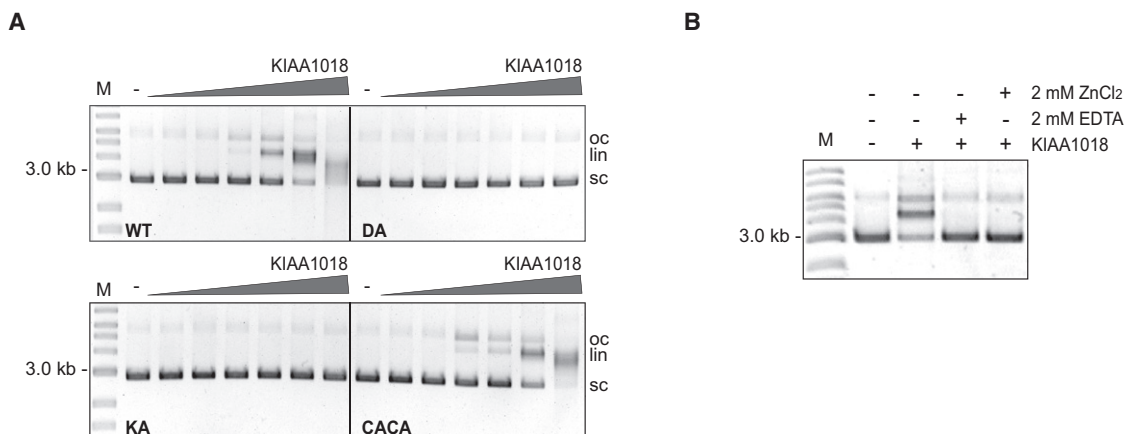 A
KIAA1018 KIAA1018
M - -
oc
lin
3.0 kb -
sc
WT DA
KIAA1018 KIAA1018
M - -
oc
lin
3.0 kb -
sc
KA CACA
B
- - - + 2 mM ZnCl2
- - + - 2 mM EDTA
M - + + + KIAA1018
3.0 kb -